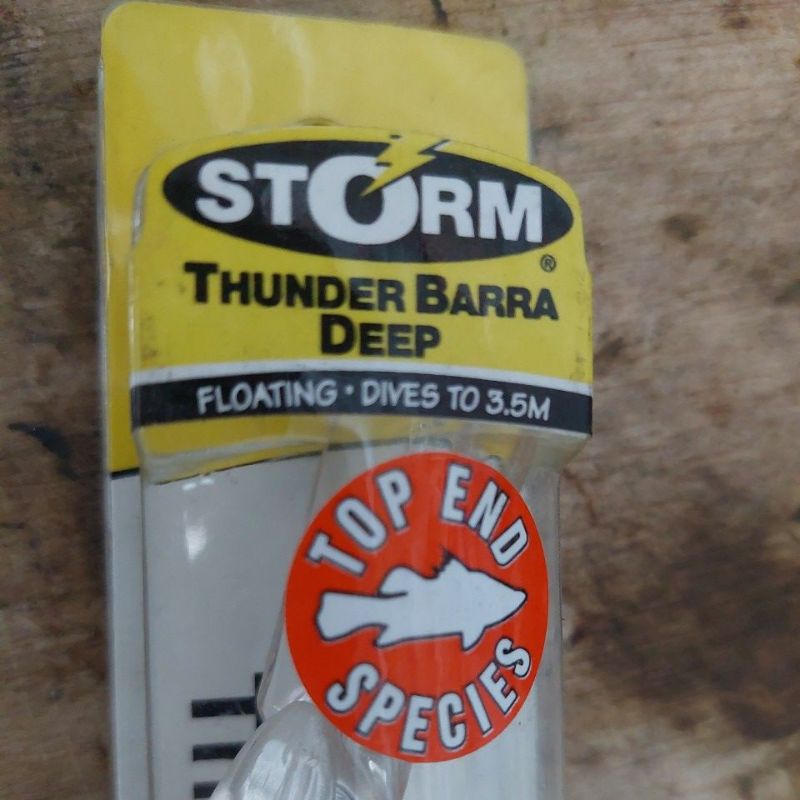 STORM
®
THUNDER BARRA
DEEP
FLOATING • DIVES TO 3.5M
TOP END
SPECIES